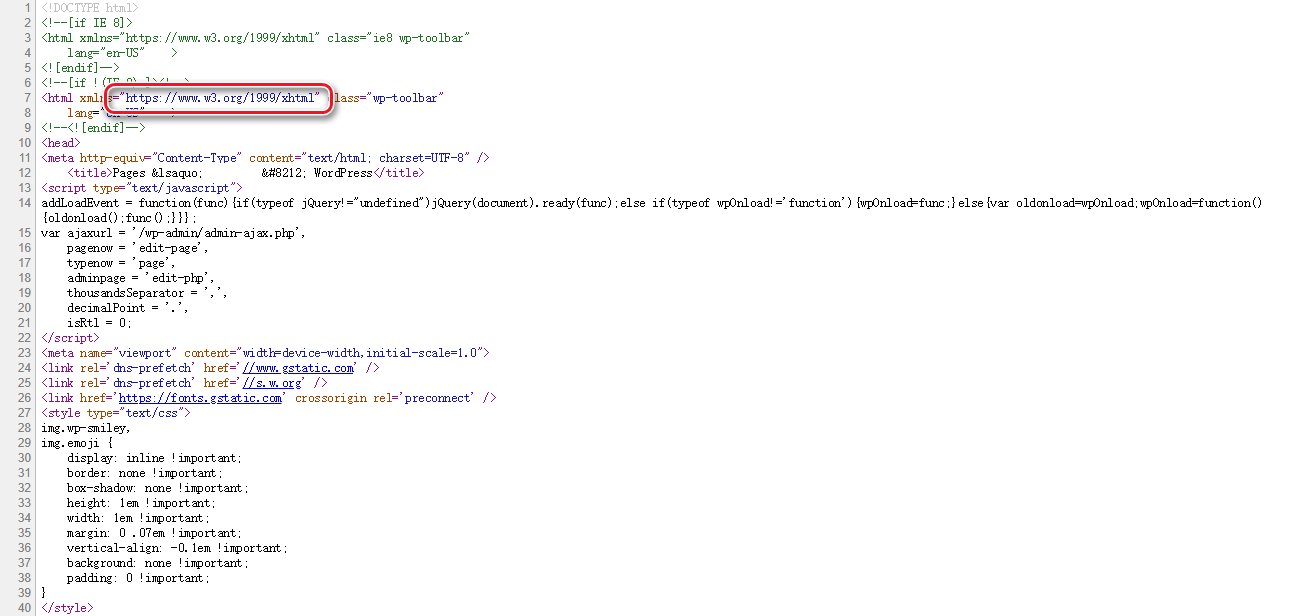 1 <!DOCTYPE html>
2 <!--[if IE 8]>
3 <html xmlns="https://www.w3.org/1999/xhtml" class="ie8 wp-toolbar"
4 lang="en-US" >
5 <![endif]-->
6 <!--[if !(IE 8) ]><!-->
7 <html xmlns="https://www.w3.org/1999/xhtml" class="wp-toolbar"
8 lang="en-US" >
9 <!--<![endif]-->
10 <head>
11 <meta http-equiv="Content-Type" content="text/html; charset=UTF-8" />
12 <title>Pages &lsaquo; &#8212; WordPress</title>
13 <script type="text/javascript">
14 addLoadEvent = function(func){if(typeof jQuery!="undefined")jQuery(document).ready(func);else if(typeof wpOnload!='function'){wpOnload=func;}else{var oldonload=wpOnload;wpOnload=function()
{oldonload();func();}}};
15 var ajaxurl = '/wp-admin/admin-ajax.php',
16 pagenow = 'edit-page',
17 typenow = 'page',
18 adminpage = 'edit-php',
19 thousandsSeparator = ',',
20 decimalPoint = '.',
21 isRtl = 0;
22 </script>
23 <meta name="viewport" content="width=device-width,initial-scale=1.0">
24 <link rel='dns-prefetch' href='//www.gstatic.com' />
25 <link rel='dns-prefetch' href='//s.w.org' />
26 <link href='https://fonts.gstatic.com' crossorigin rel='preconnect' />
27 <style type="text/css">
28 img.wp-smiley,
29 img.emoji {
30 display: inline !important;
31 border: none !important;
32 box-shadow: none !important;
33 height: 1em !important;
34 width: 1em !important;
35 margin: 0 .07em !important;
36 vertical-align: -0.1em !important;
37 background: none !important;
38 padding: 0 !important;
39 }
40 </style>